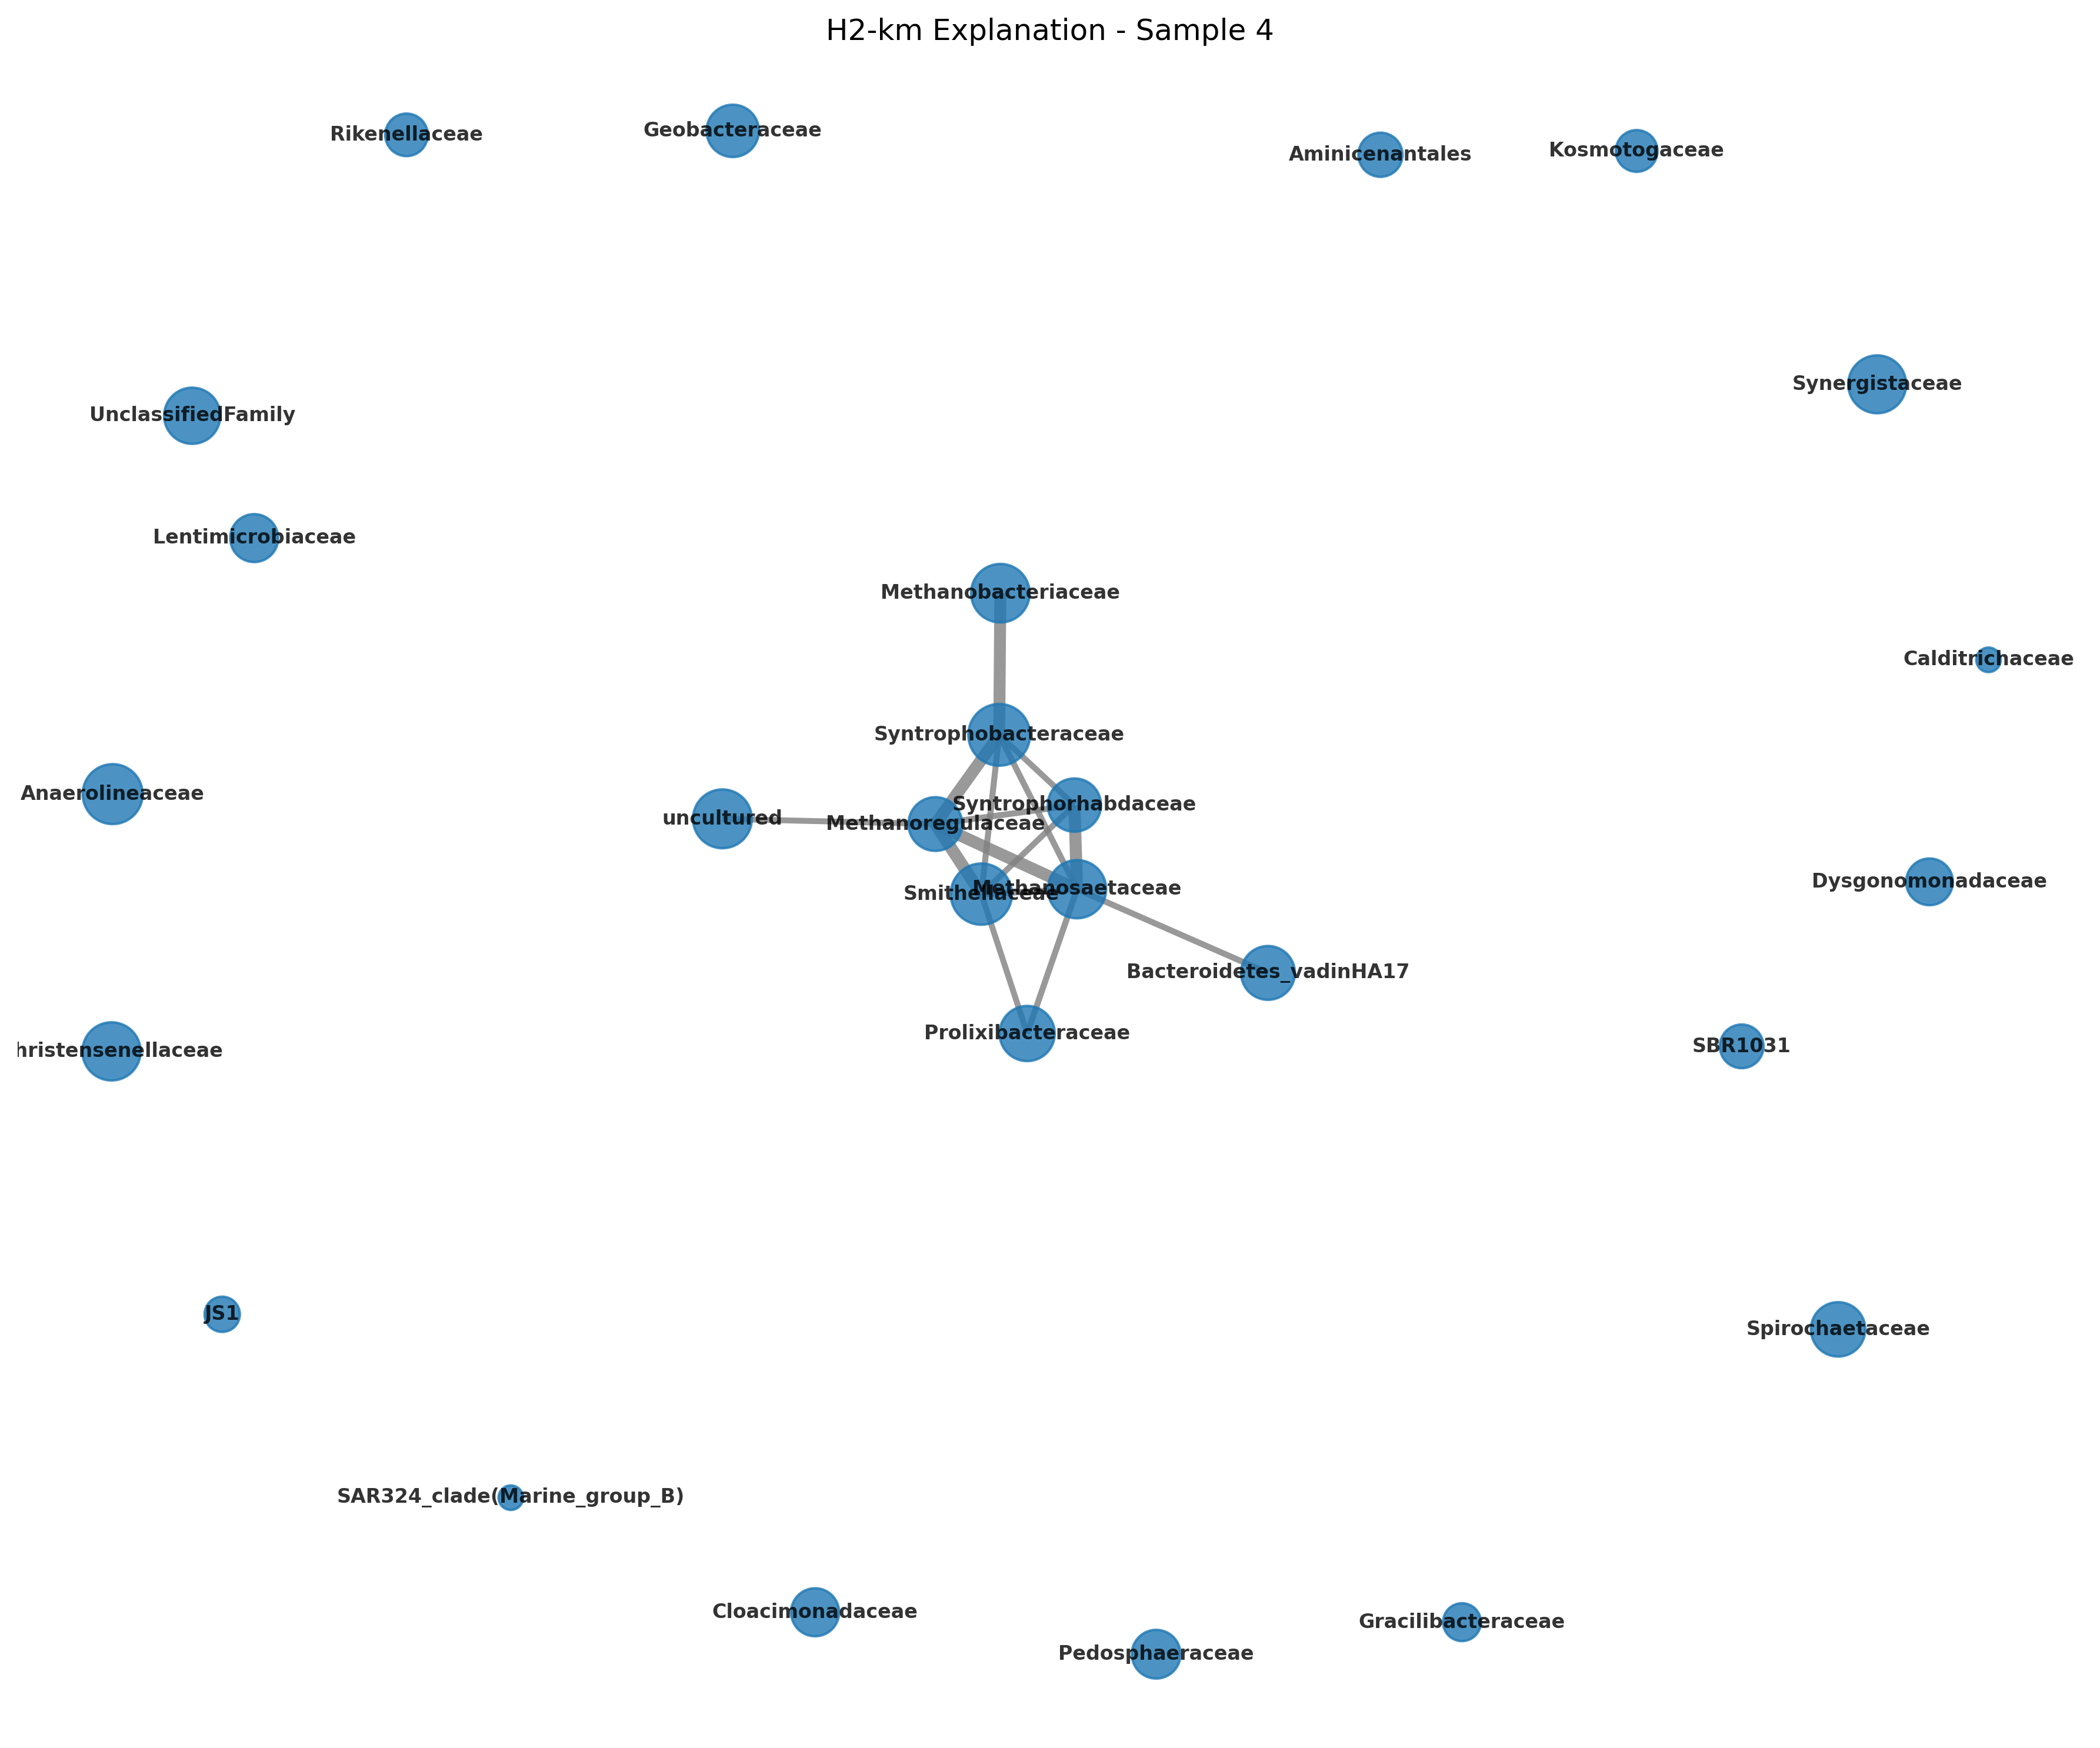 H2-km Explanation - Sample 4
Rikenellaceae
Geobacteraceae
Aminicenantales
Kosmotogaceae
Synergistaceae
UnclassifiedFamily
Lentimicrobiaceae
Methanobacteriaceae
Calditrichaceae
Syntrophobacteraceae
Anaerolineaceae
Syntrophorhabdaceae
uncultured
Methanoregulaceae
Dysgonomonadaceae
Methanosaetaceae
Smithellaceae
Bacteroidetes_vadinHA17
Prolixibacteraceae
SBR1031
hristensenellaceae
JS1
Spirochaetaceae
SAR324_clade(Marine_group_B)
Cloacimonadaceae
Gracilibacteraceae
Pedosphaeraceae